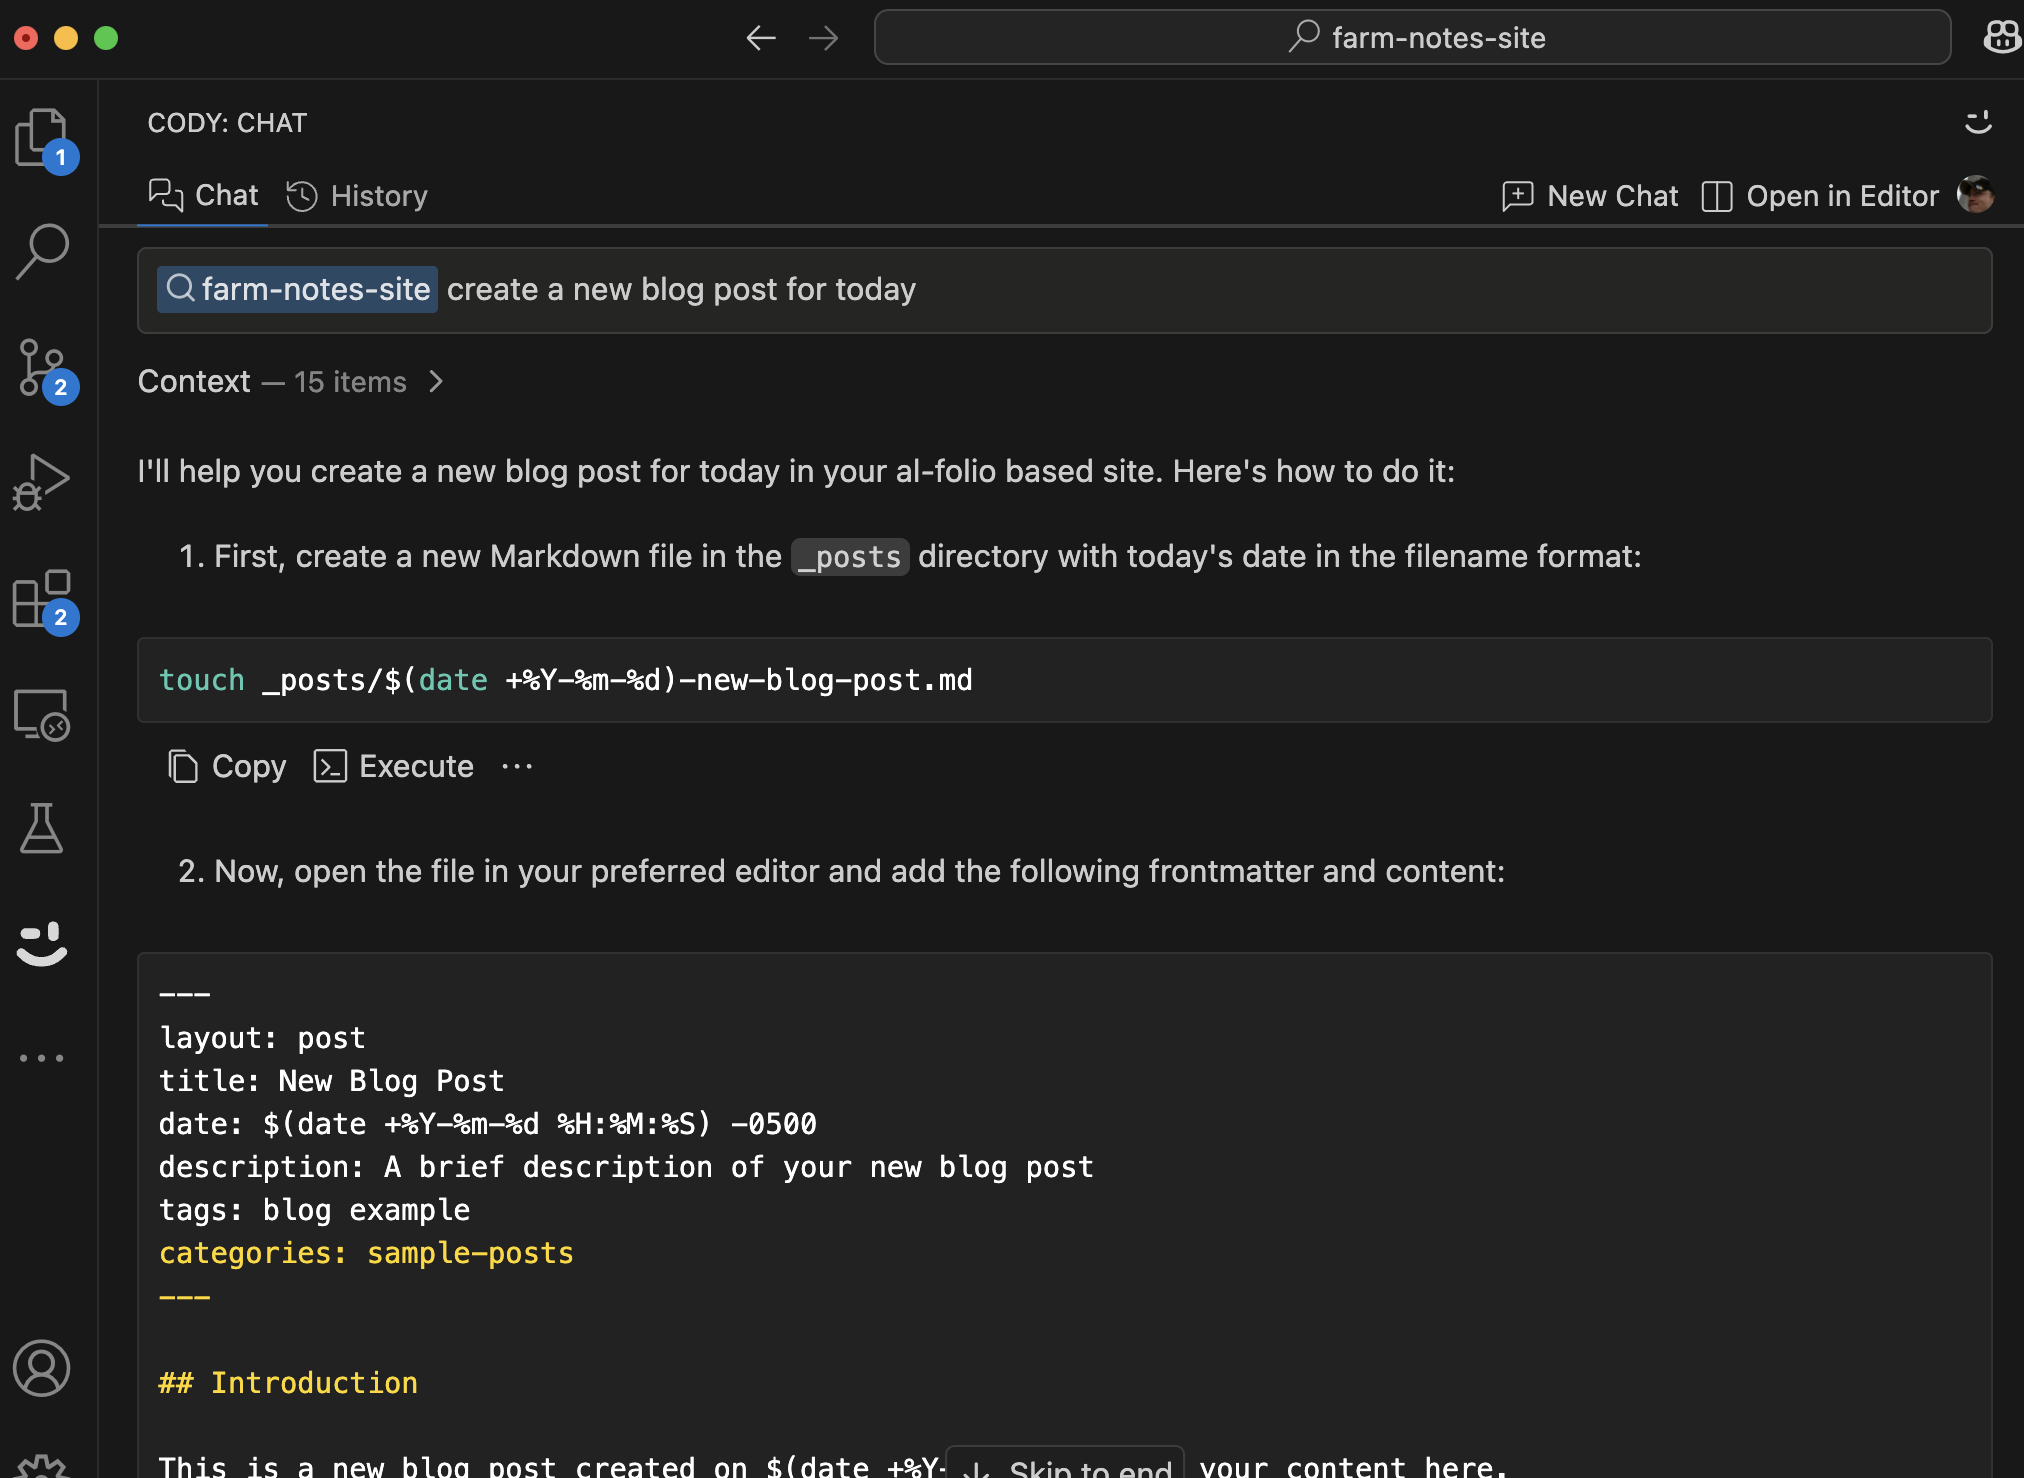 farm-notes-site
CODY: CHAT
1
Chat
History
New Chat
Open in Editor
farm-notes-site create a new blog post for today
2
Context — 15 items
I'll help you create a new blog post for today in your al-folio based site. Here's how to do it:
1. First, create a new Markdown file in the _posts directory with today's date in the filename format:
2
touch _posts/$(date +%Y-%m-%d)-new-blog-post.md
Copy
Execute
2. Now, open the file in your preferred editor and add the following frontmatter and content:
---
layout: post
title: New Blog Post
date: $(date +%Y-%m-%d %H:%M:%S) -0500
description: A brief description of your new blog post
tags: blog example
categories: sample-posts
---
## Introduction
This is a new blog post created on $(date +%Y-
Skip to end
your content here.